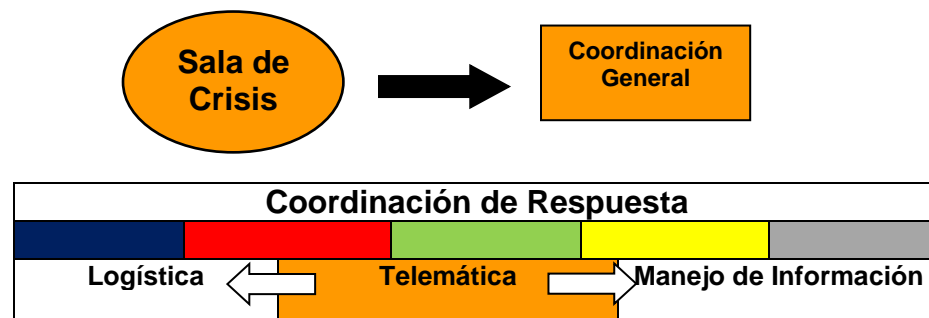 Sala de
Crisis
Coordinación
General
Coordinación de Respuesta
Logística
Telemática
Manejo de Información